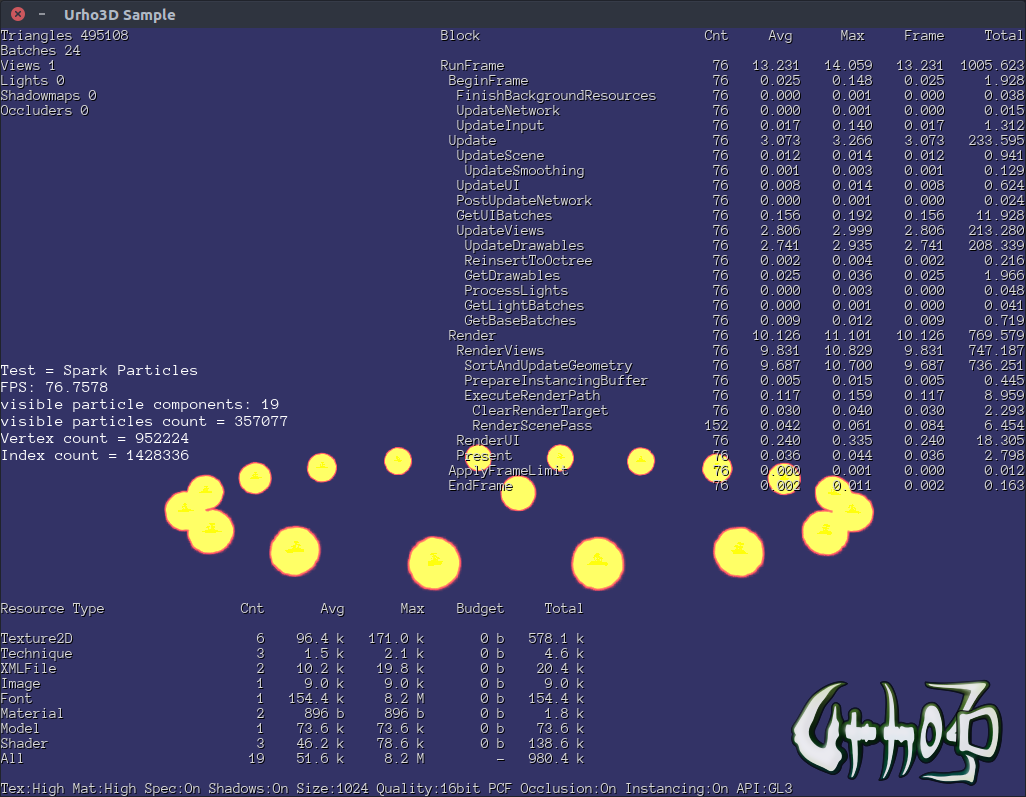 Urho3D Sample
Triangles 495108
Batches 24
Views 1
Lights 0
Shadowmaps 0
Occluders 0
Block Cnt Avg Max Frame Total
RunFrame 76 13.231 14.059 13.231 1005.623
BeginFrame 76 0.025 0.148 0.025 1.928
FinishBackgroundResources 76 0.000 0.001 0.000 0.038
UpdateNetwork 76 0.000 0.000 0.000 0.015
UpdateInput 76 0.017 0.140 0.017 1.312
Update 76 3.073 3.266 3.073 233.595
UpdateScene 76 0.012 0.014 0.012 0.941
UpdateSmoothing 76 0.001 0.003 0.001 0.129
UpdateUI 76 0.008 0.014 0.008 0.624
PostUpdateNetwork 76 0.000 0.001 0.000 0.024
GetUIBatches 76 0.156 0.192 0.156 11.928
UpdateViews 76 2.806 2.999 2.806 213.280
UpdateDrawables 76 2.741 2.935 2.741 208.339
ReinsertToOctree 76 0.002 0.004 0.002 0.216
GetDrawables 76 0.025 0.036 0.025 1.966
ProcessLights 76 0.000 0.003 0.000 0.048
GetLightBatches 76 0.000 0.001 0.000 0.041
GetBaseBatches 76 0.009 0.012 0.009 0.719
Render 76 10.126 11.101 10.126 769.579
RenderViews 76 9.831 10.829 9.831 747.187
SortAndUpdateGeometry 76 9.687 10.700 9.687 736.251
PrepareInstancingBuffer 76 0.005 0.015 0.005 0.445
ExecuteRenderPath 76 0.117 0.159 0.117 8.959
ClearRenderTarget 76 0.030 0.040 0.030 2.293
RenderScenePass 152 0.042 0.061 0.084 6.454
RenderUI 76 0.240 0.335 0.240 18.305
Present 76 0.036 0.044 0.036 2.798
ApplyFrameLimit 76 0.000 0.001 0.000 0.012
EndFrame 76 0.002 0.011 0.002 0.163
Test = Spark Particles
FPS: 76.7578
visible particle components: 19
visible particles count = 357077
Vertex count = 952224
Index count = 1428336
Resource Type Cnt Avg Max Budget Total
Texture2D 6 96.4 k 171.0 k 0 b 578.1 k
Technique 3 1.5 k 2.1 k 0 b 4.6 k
XMLFile 2 10.2 k 19.8 k 0 b 20.4 k
Image 1 9.0 k 9.0 k 0 b 9.0 k
Font 1 154.4 k 8.2 M 0 b 154.4 k
Material 2 896 b 896 b 0 b 1.8 k
Model 1 73.6 k 73.6 k 0 b 73.6 k
Shader 3 46.2 k 78.6 k 0 b 138.6 k
All 19 51.6 k 8.2 M - 980.4 k
Urho3D
Tex:High Mat:High Spec:On Shadows:On Size:1024 Quality:16bit PCF Occlusion:On Instancing:On API:GL3